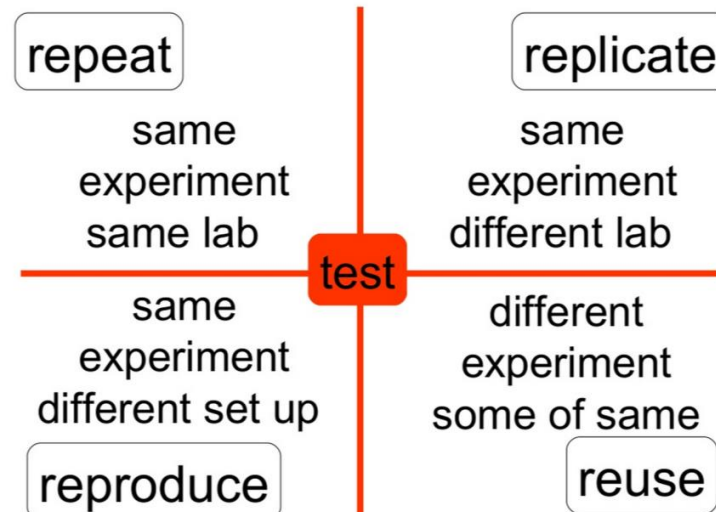 repeat
same
experiment
same lab
replicate
same
experiment
different lab
test
same
experiment
different set up
reproduce
different
experiment
some of same
reuse